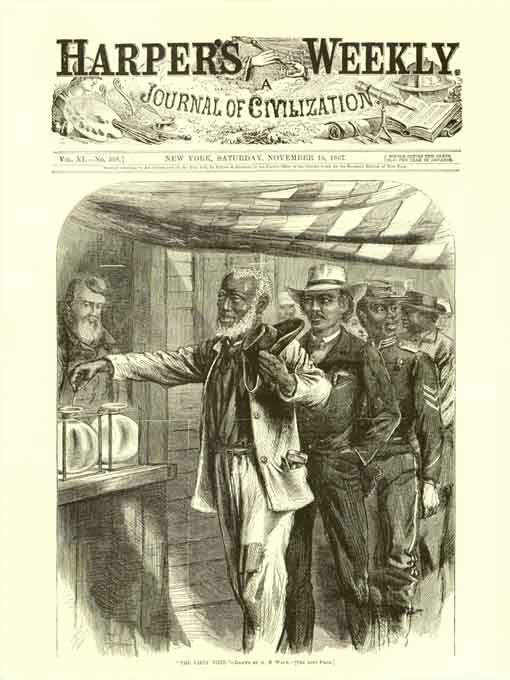 HARPER'S WEEKLY.
A
JOURNAL OF CIVILIZATION
VOL. XI.—No. 568.]
NEW YORK, SATURDAY, NOVEMBER 16, 1867.
[SINGLE COPIES TEN CENTS.
$4.00 PER YEAR IN ADVANCE.
"THE FIRST VOTE."—DRAWN BY A. R. WAUD.—[SEE NEXT PAGE.]